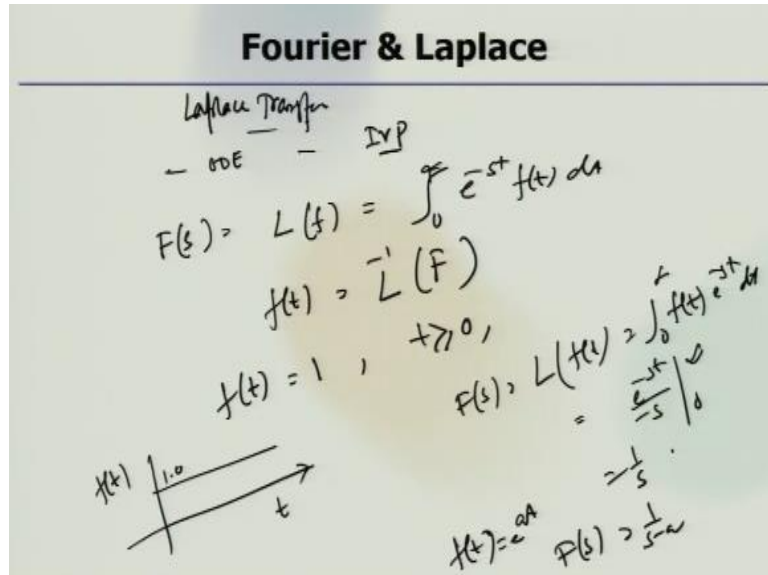 Fourier & Laplace
Laplace Transfm
– ODE – IVP
F(s) = L(f) = ∫₀^∞ e^{-st} f(t) dt
f(t) = L^{-1}(F)
f(t) = 1 , t ≥ 0,
F(s) = L(f(t)) = ∫₀^∞ f(t) e^{-st} dt
= e^{-st}/-s |₀^∞
= 1/s .
f(t) 1.0
t
f(t) = e^{at} F(s) = 1/(s-a)